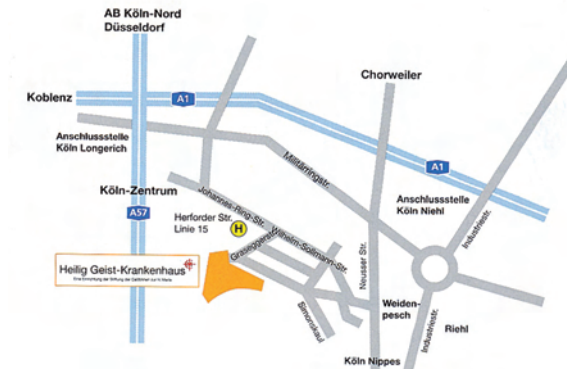 AB Köln-Nord
Düsseldorf
Koblenz
A1
Chorweiler
Anschlussstelle
Köln Longerich
Militärringstr.
A1
Köln-Zentrum
Johannes-Ring-Str.
Anschlussstelle
Köln Niehl
Industriestr.
A57
Herforder Str.
Linie 15
H
Wilhelm-Sollmann-Str.
Graseggerstr.
Neusser Str.
Heilig Geist-Krankenhaus
Simonskaul
Weiden-
pesch
Industriestr.
Riehl
Köln Nippes